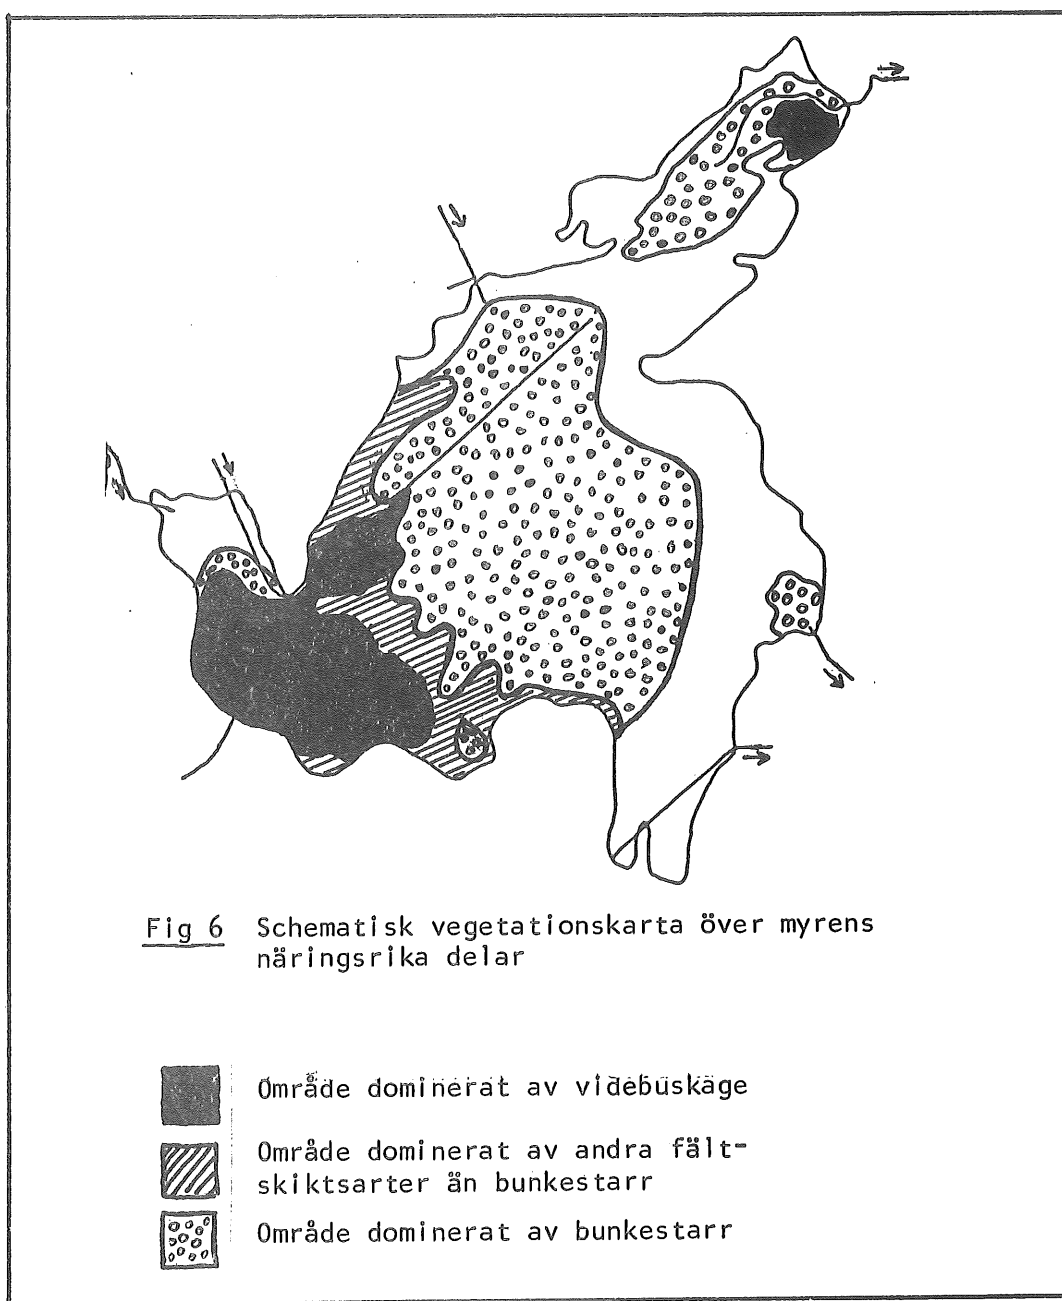 Fig 6 Schematisk vegetationskarta över myrens
näringsrika delar
Område dominerat av videbuskage
Område dominerat av andra fält-
skiktsarter än bunkestarr
Område dominerat av bunkestarr